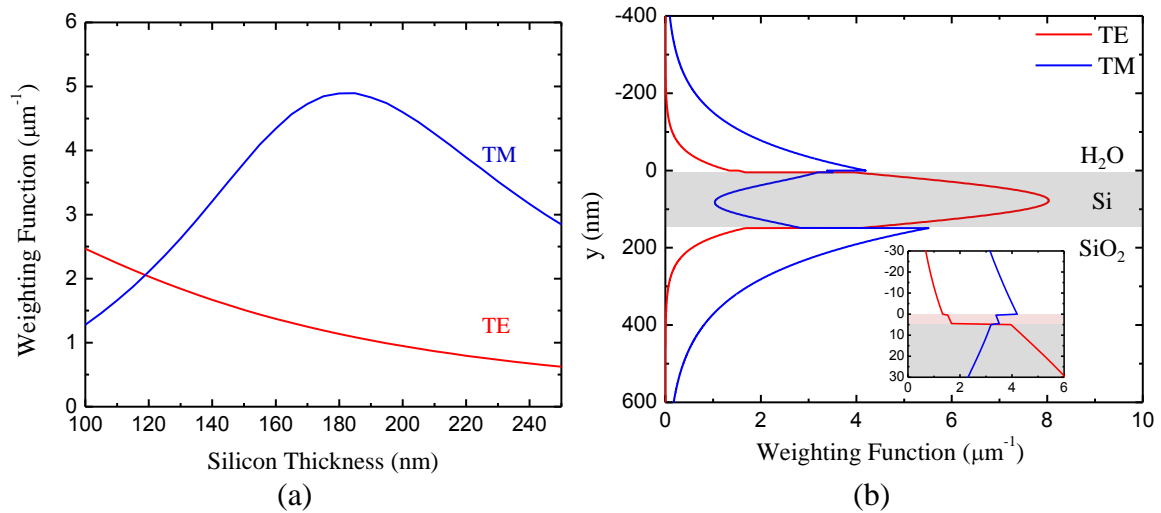 6
5
4
3
2
1
0
100 120 140 160 180 200 220 240
Weighting Function (μm⁻¹)
Silicon Thickness (nm)
TM
TE
(a)
-400
-200
0
200
400
600
0 2 4 6 8 10
y (nm)
Weighting Function (μm⁻¹)
TE
TM
H₂O
Si
SiO₂
-30
-20
-10
0
10
20
30
0 2 4 6
(b)